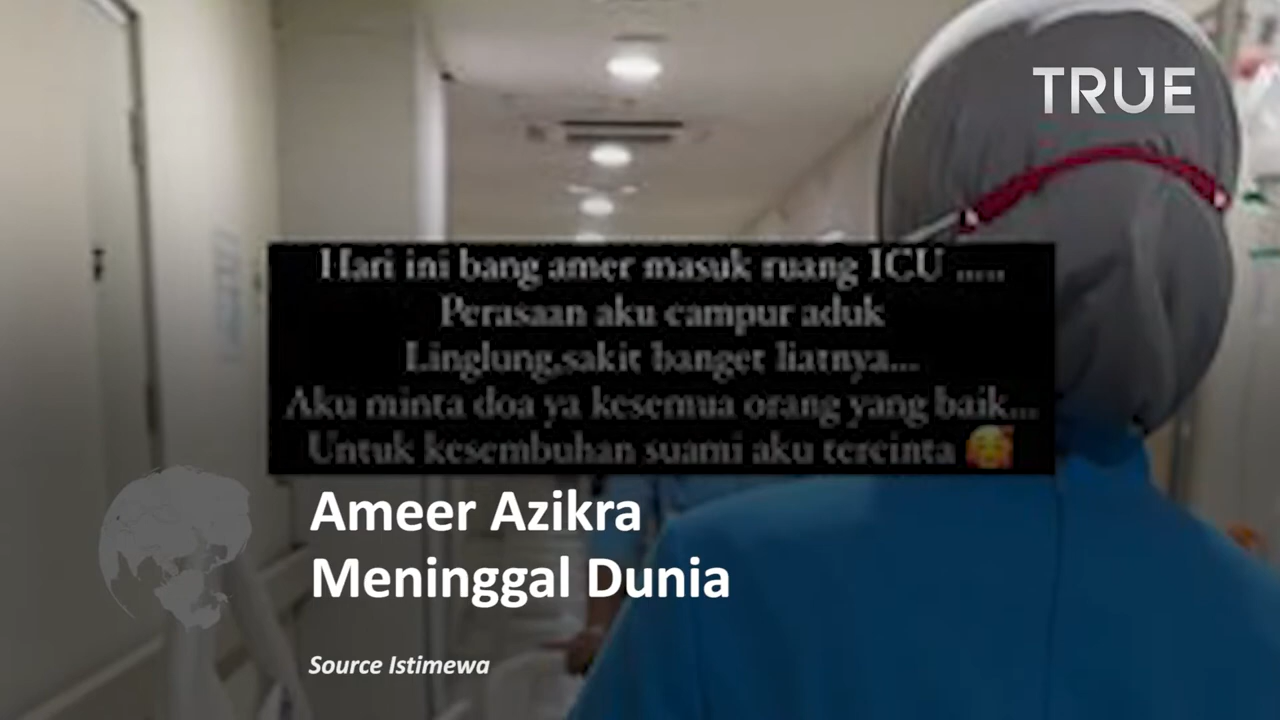 TRUE
Hari ini bang amer masuk ruang ICU .....
Perasaan aku campur aduk
Linglung,sakit banget liatnya...
Aku minta doa ya kesemua orang yang baik...
Untuk kesembuhan suami aku tercinta 🥰
Ameer Azikra
Meninggal Dunia
Source Istimewa